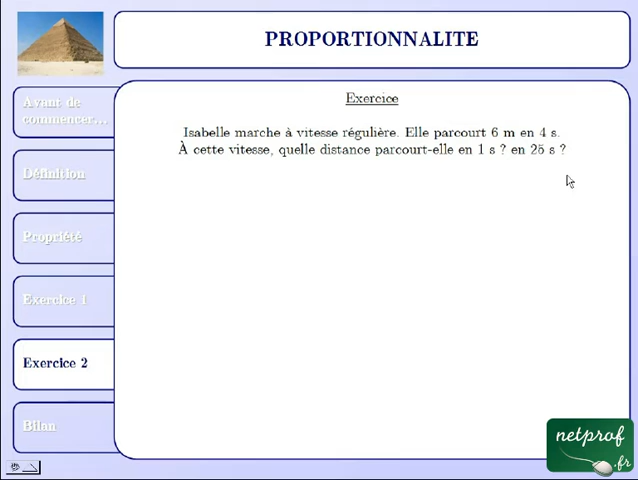 PROPORTIONNALITE
Avant de
commencer...
Définition
Propriété
Exercice 1
Exercice 2
Bilan
Exercice
Isabelle marche à vitesse régulière. Elle parcourt 6 m en 4 s.
À cette vitesse, quelle distance parcourt-elle en 1 s ? en 25 s ?
netprof
.fr